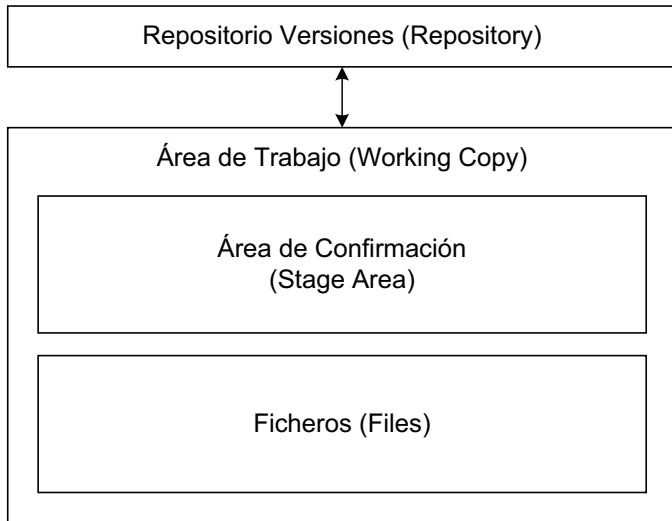 Repositorio Versiones (Repository)
Área de Trabajo (Working Copy)
Área de Confirmación
(Stage Area)
Ficheros (Files)